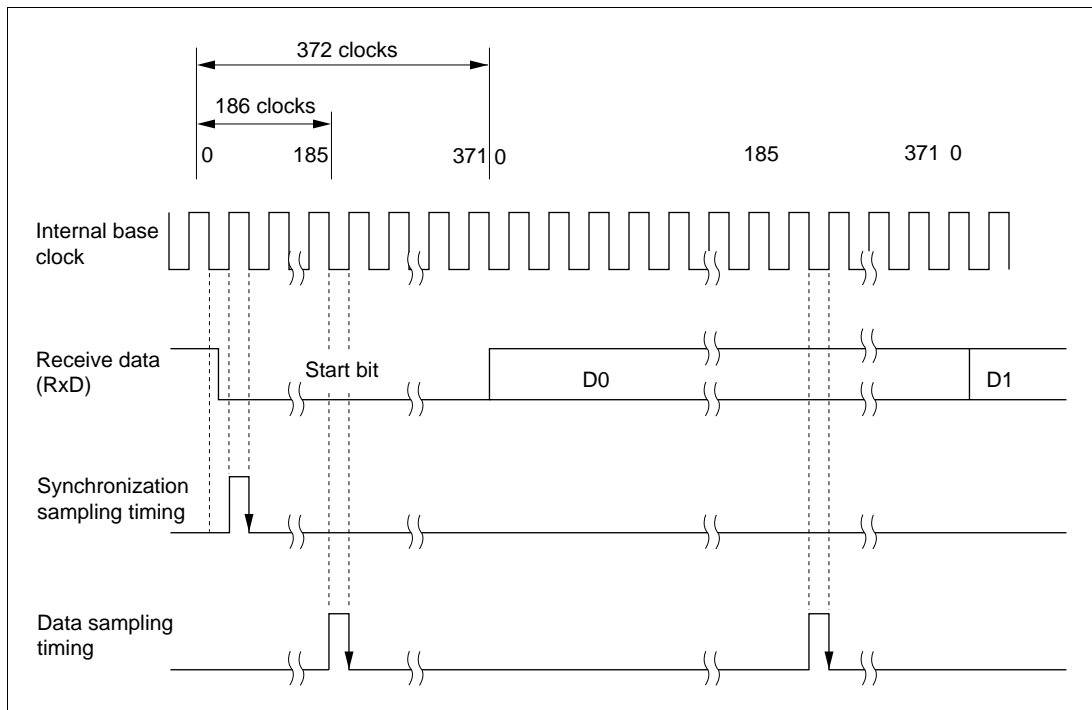 372 clocks
186 clocks
0 185 371 0 185 371 0
Internal base
clock
Receive data
(RxD)
Start bit
D0
D1
Synchronization
sampling timing
Data sampling
timing